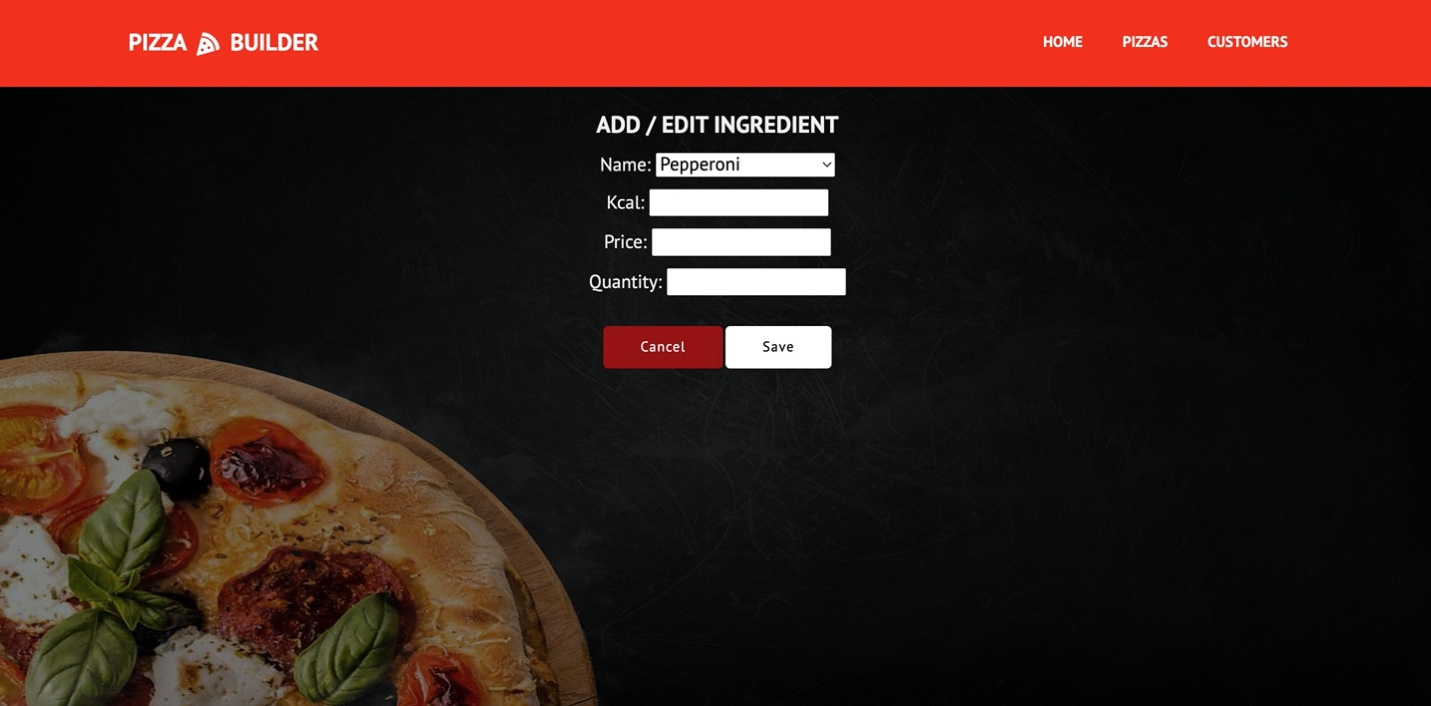 PIZZA BUILDER
HOME PIZZAS CUSTOMERS
ADD / EDIT INGREDIENT
Name: Pepperoni
Kcal:
Price:
Quantity:
Cancel Save